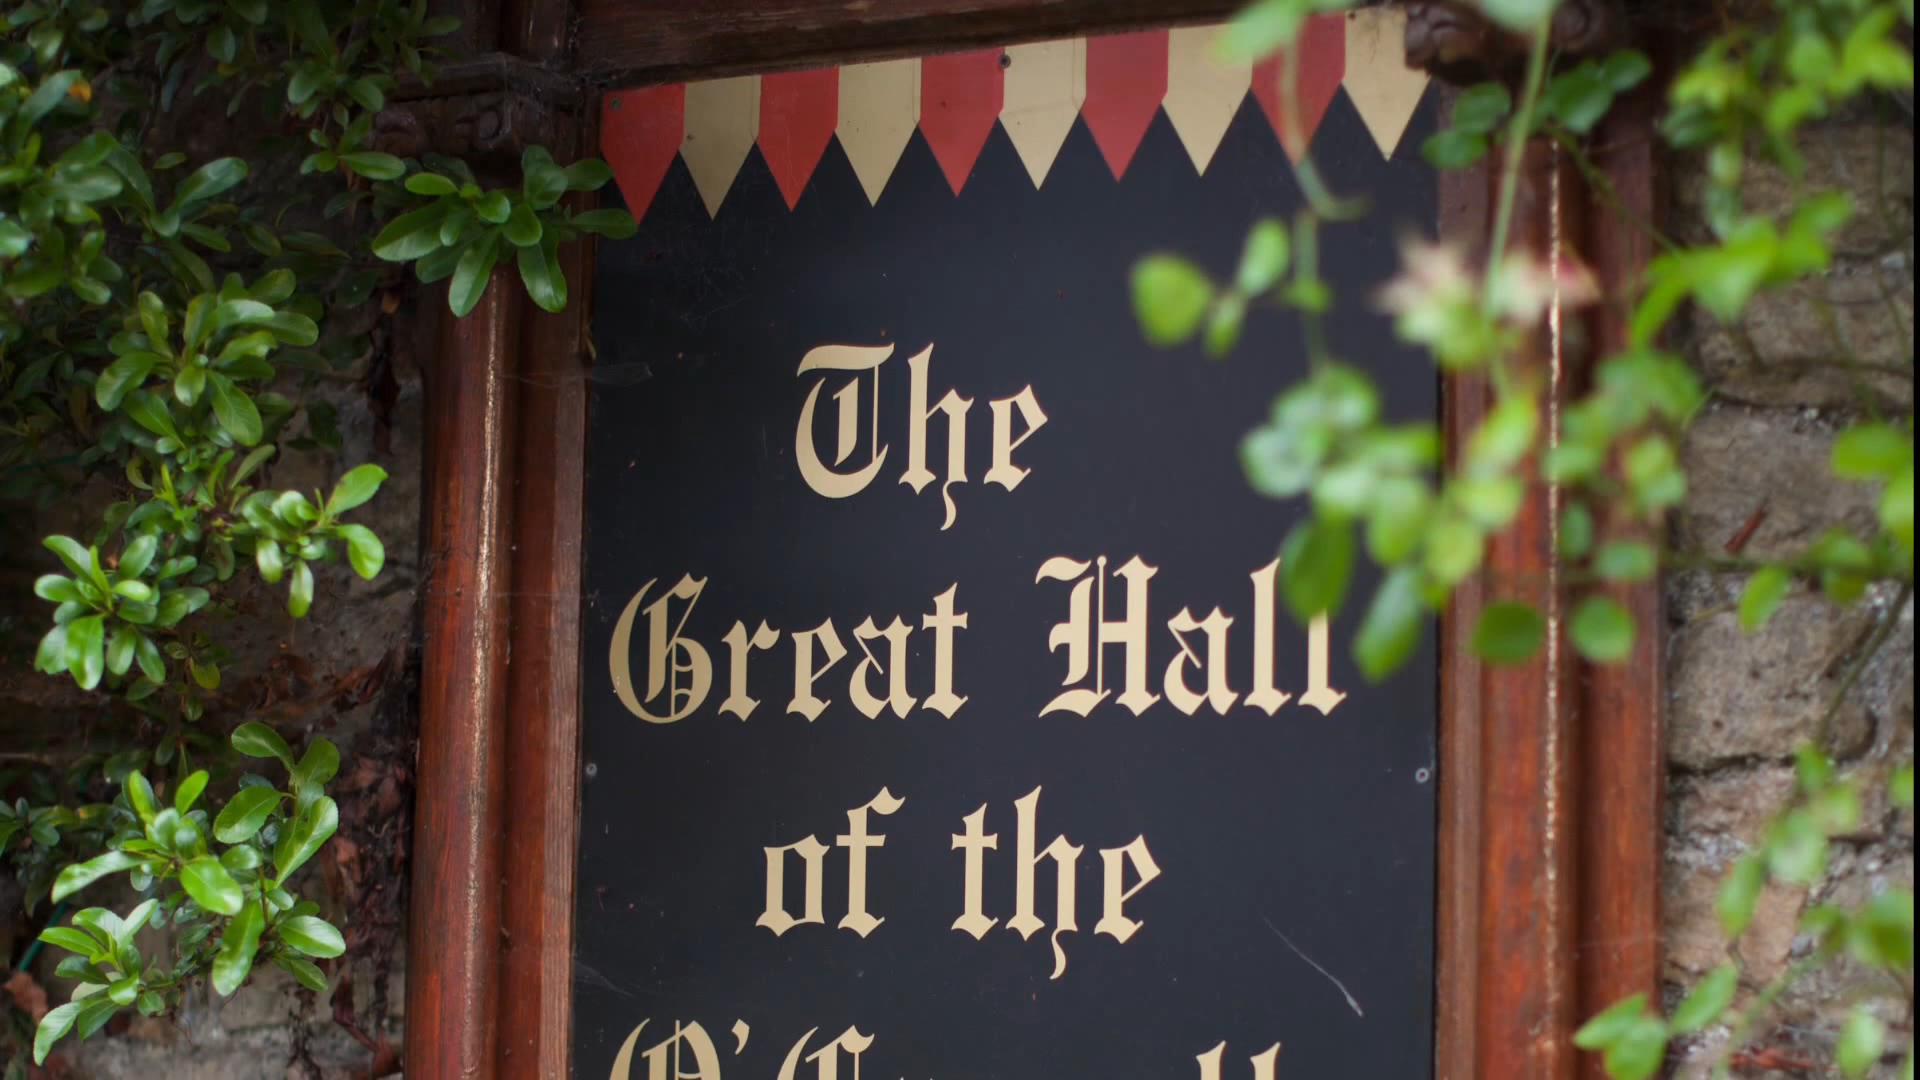 The
Great Hall
of the